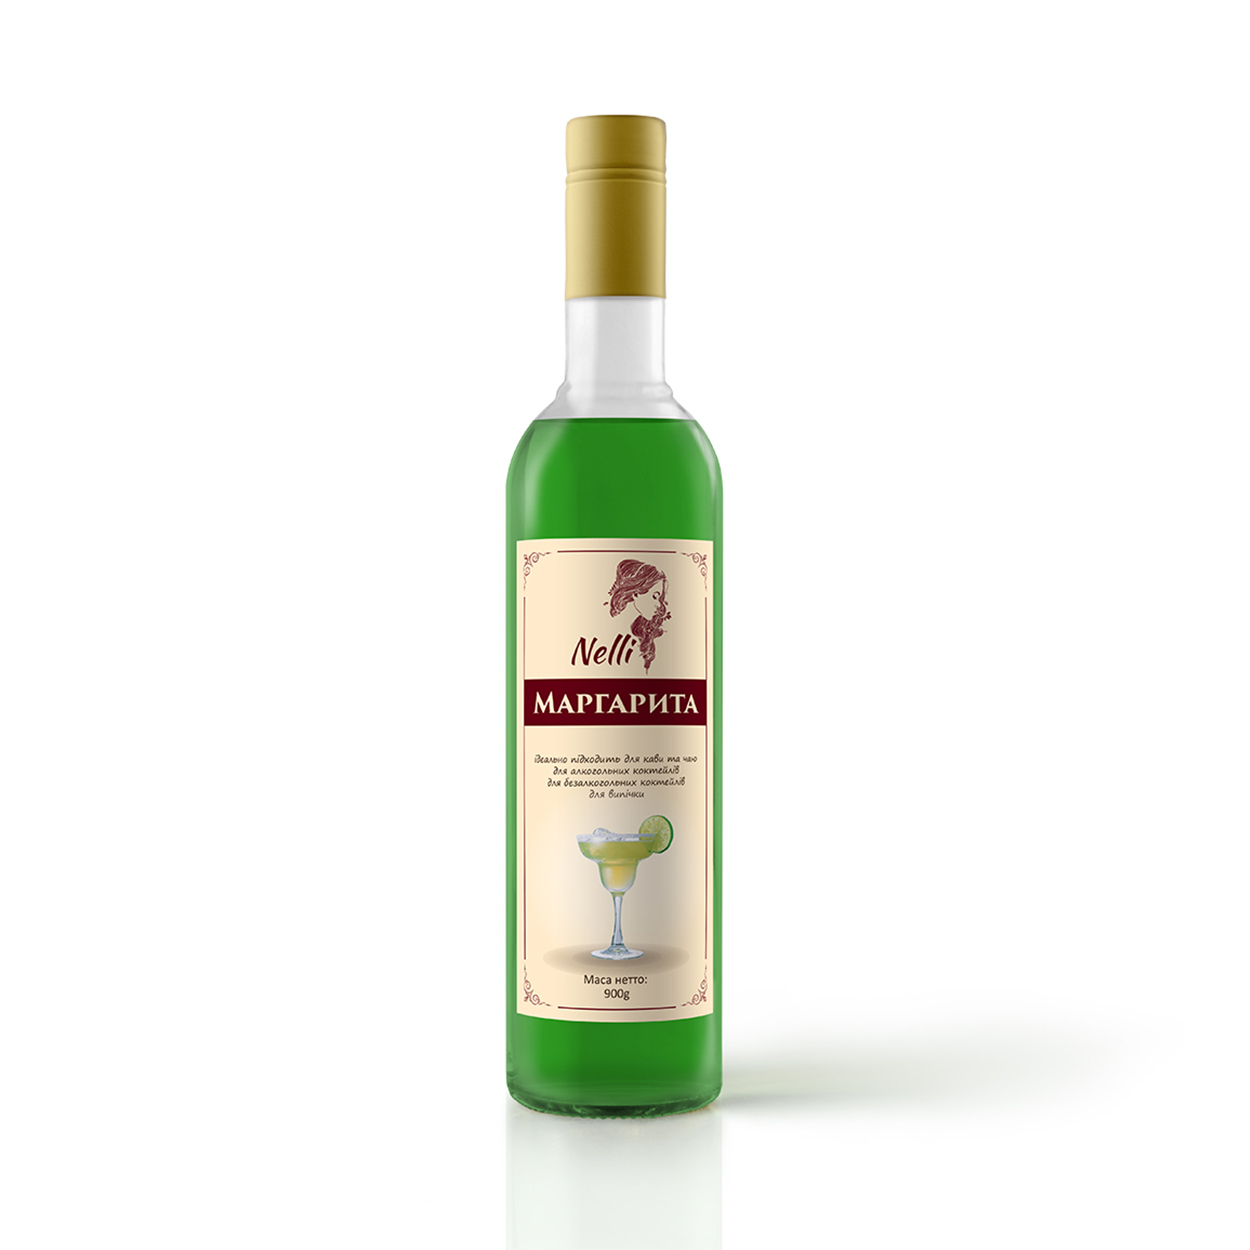 Nelli
МАРГАРИТА
ідеально підходить для кави та чаю
для алкогольних коктейлів
для безалкогольних коктейлів
для випічки
Маса нетто:
900g